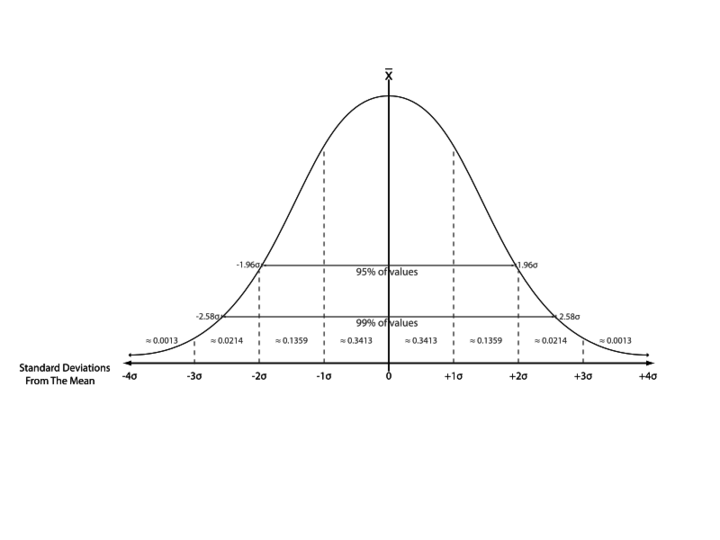 X̄
-1.96σ 1.96σ
95% of values
-2.58σ 2.58σ
99% of values
≈ 0.0013 ≈ 0.0214 ≈ 0.1359 ≈ 0.3413 ≈ 0.3413 ≈ 0.1359 ≈ 0.0214 ≈ 0.0013
Standard Deviations
From The Mean
-4σ -3σ -2σ -1σ 0 +1σ +2σ +3σ +4σ